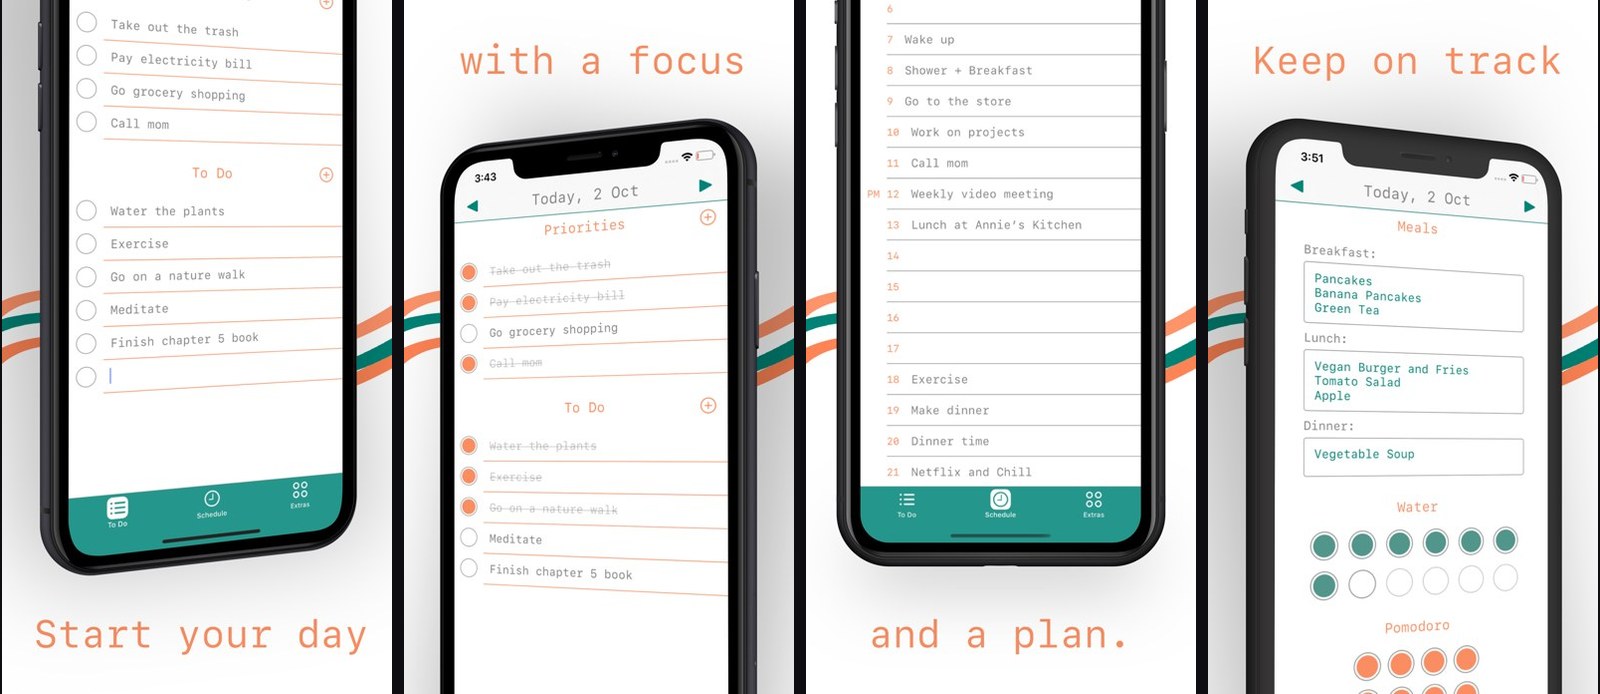 Take out the trash
Pay electricity bill
Go grocery shopping
Call mom
To Do
Water the plants
Exercise
Go on a nature walk
Meditate
Finish chapter 5 book
To Do
Schedule
Extras
Start your day
with a focus
3:43
Today, 2 Oct
Priorities
Take out the trash
Pay electricity bill
Go grocery shopping
Call mom
To Do
Water the plants
Exercise
Go on a nature walk
Meditate
Finish chapter 5 book
6
7 Wake up
8 Shower + Breakfast
9 Go to the store
10 Work on projects
11 Call mom
PM 12 Weekly video meeting
13 Lunch at Annie's Kitchen
14
15
16
17
18 Exercise
19 Make dinner
20 Dinner time
21 Netflix and Chill
To Do
Schedule
Extras
and a plan.
Keep on track
3:51
Today, 2 Oct
Meals
Breakfast:
Pancakes
Banana Pancakes
Green Tea
Lunch:
Vegan Burger and Fries
Tomato Salad
Apple
Dinner:
Vegetable Soup
Water
Pomodoro